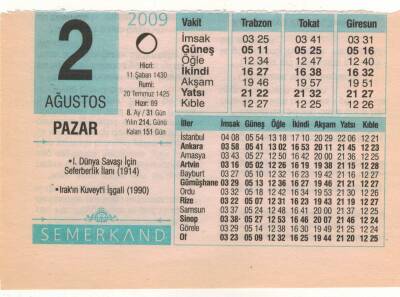 2009
2
AĞUSTOS
PAZAR
Hicri:
11 Şaban 1430
Rumi:
20 Temmuz 1425
Hızır: 89
8. Ay / 31 Gün
Yılın 214. Günü
Kalan 151 Gün
•I. Dünya Savaşı İçin
Seferberlik İlanı (1914)
•Irak'ın Kuveyt'i İşgali (1990)
SEMERKAND
Vakit Trabzon Tokat Giresun
İmsak 03 25 03 41 03 31
Güneş 05 11 05 25 05 16
Öğle 12 34 12 47 12 40
İkindi 16 27 16 38 16 32
Akşam 19 46 19 57 19 51
Yatsı 21 22 21 32 21 27
Kıble 12 26 12 10 12 27
İller İmsak Güneş Öğle İkindi Akşam Yatsı Kıble
İstanbul 04 08 05 54 13 18 17 10 20 29 22 06 12 21
Ankara 03 58 05 41 13 02 16 53 20 11 21 45 12 23
Amasya 03 43 05 27 12 50 16 41 20 00 21 35 12 25
Artvin 03 16 05 02 12 26 16 19 19 38 21 15 12 28
Bayburt 03 27 05 10 12 32 16 23 19 41 21 16 12 27
Gümüşhane 03 29 05 13 12 36 16 27 19 46 21 21 12 27
Ordu 03 32 05 18 12 42 16 34 19 54 21 30 12 26
Rize 03 22 05 07 12 31 16 23 19 43 21 19 12 27
Samsun 03 37 05 24 12 48 16 41 20 01 21 38 12 25
Sinop 03 38 05 27 12 53 16 47 20 07 21 45 12 24
Görele 03 29 05 14 12 38 16 30 19 49 21 25 12 26
Of 03 23 05 09 12 32 16 25 19 44 21 20 12 25